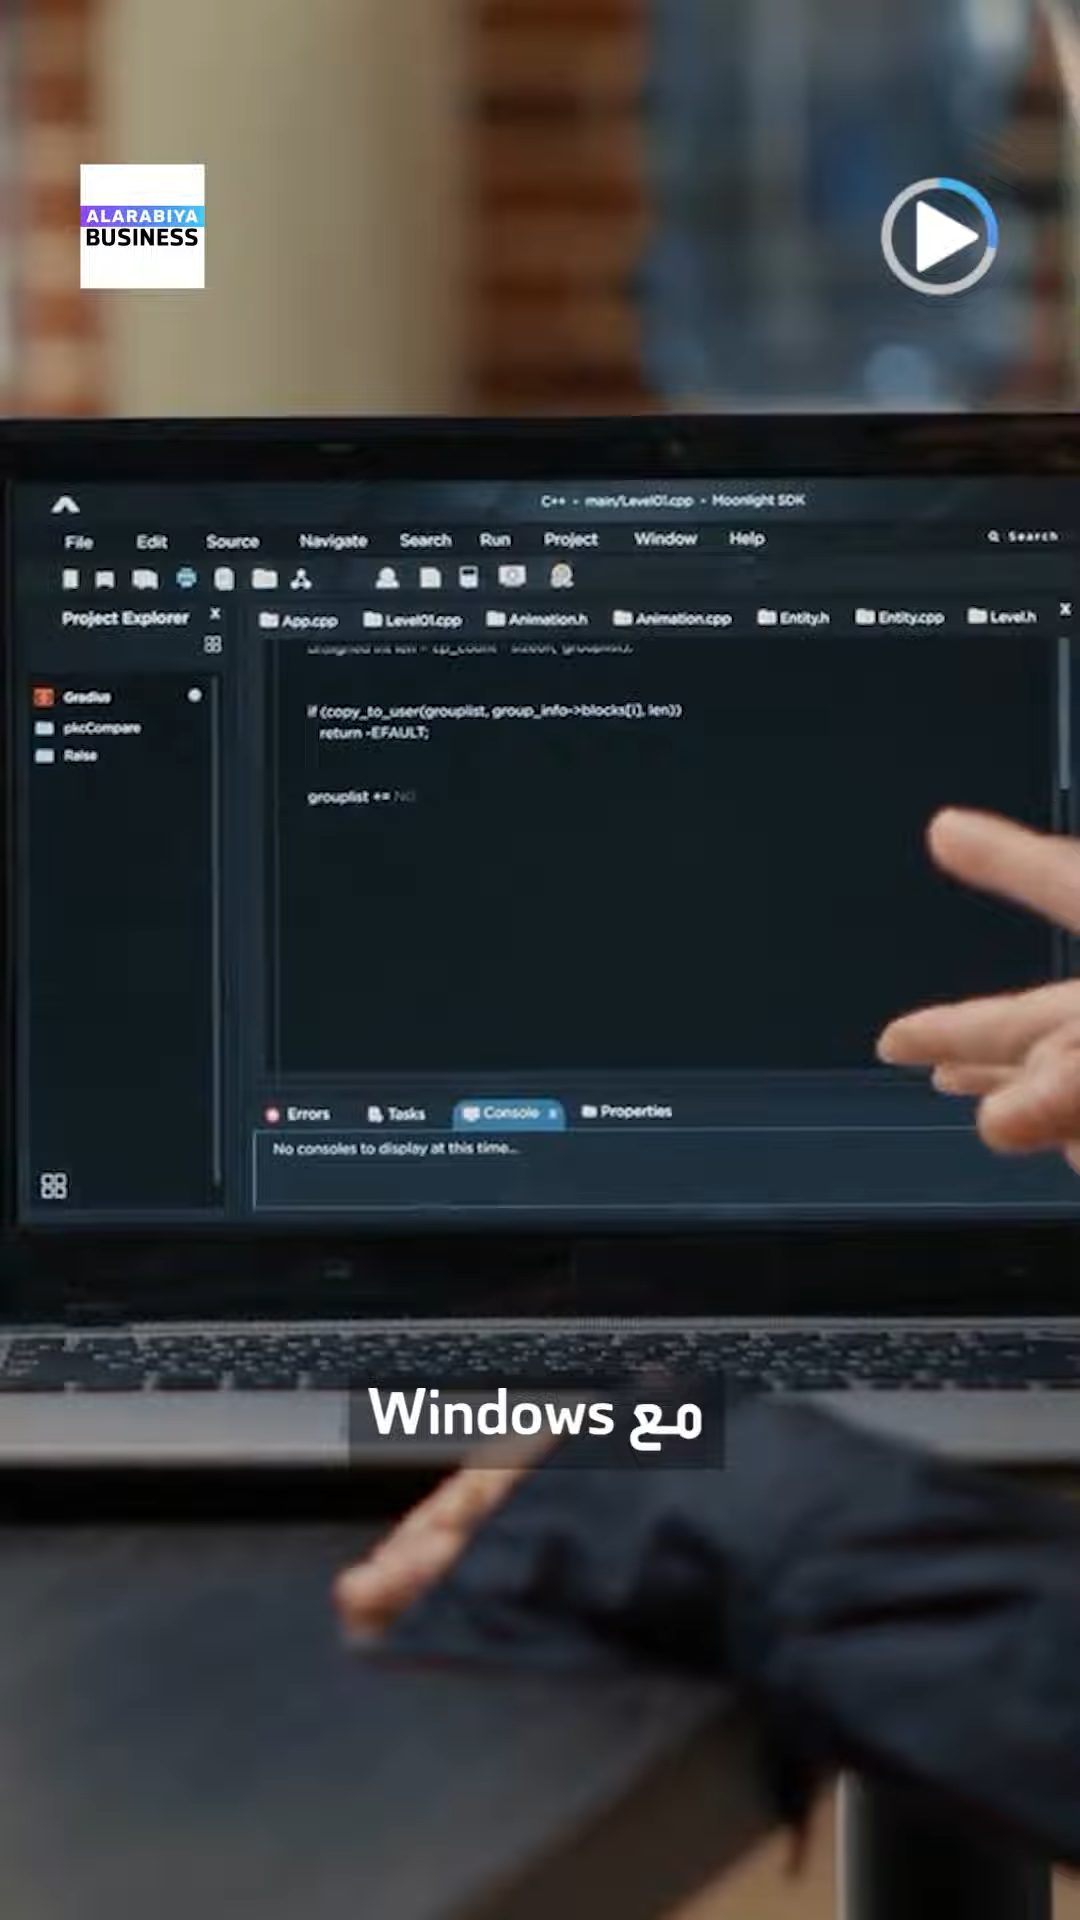 ALARABIYA
BUSINESS
C++ - main/Level01.cpp - Moonlight SDK
File Edit Source Navigate Search Run Project Window Help Search
Project Explorer x
App.cpp Level01.cpp Animation.h Animation.cpp Entity.h Entity.cpp Level.h x
Gradius
pkcCompare
Raise
if (copy_to_user(grouplist, group_info->blocks[i], len))
return -EFAULT;
grouplist += NG
Errors Tasks Console x Properties
No consoles to display at this time...
مع Windows